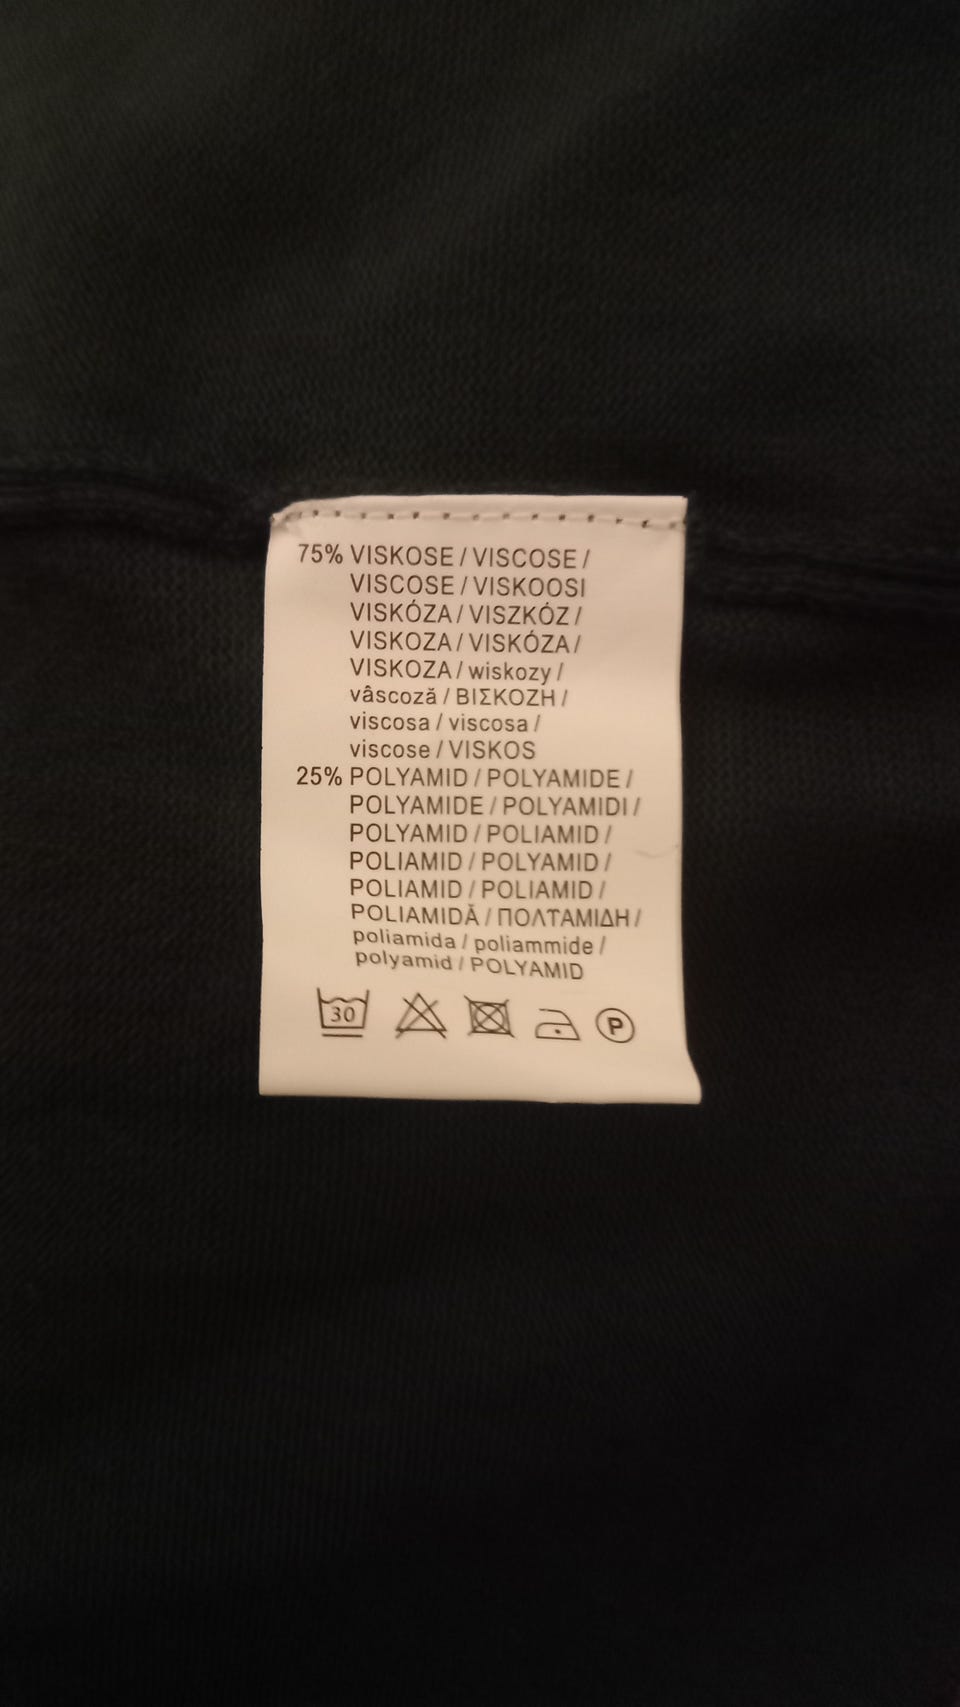 75% VISKOSE / VISCOSE /
VISCOSE / VISKOOSI
VISKÓZA / VISZKÓZ /
VISKOZA / VISKÓZA /
VISKOZA / wiskozy /
vâscoză / ΒΙΣΚΟΖΗ /
viscosa / viscosa /
viscose / VISKOS
25% POLYAMID / POLYAMIDE /
POLYAMIDE / POLYAMIDI /
POLYAMID / POLIAMID /
POLIAMID / POLYAMID /
POLIAMID / POLIAMID /
POLIAMIDĂ / ΠΟΛΤΑΜΙΔΗ /
poliamida / poliammide /
polyamid / POLYAMID
30 P